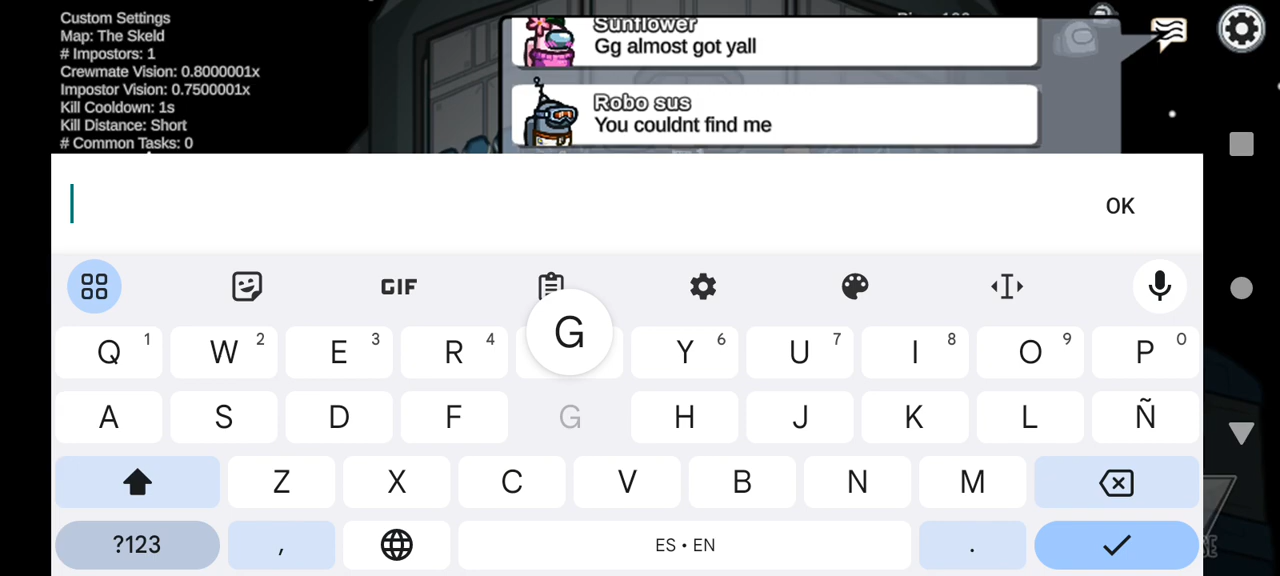 Custom Settings
Map: The Skeld
# Impostors: 1
Crewmate Vision: 0.8000001x
Impostor Vision: 0.7500001x
Kill Cooldown: 1s
Kill Distance: Short
# Common Tasks: 0
Sunflower
Gg almost got yall
Robo sus
You couldnt find me
OK
GIF
G
Q 1 W 2 E 3 R 4 Y 6 U 7 I 8 O 9 P 0
A S D F G H J K L Ñ
Z X C V B N M
?123 , ES • EN .